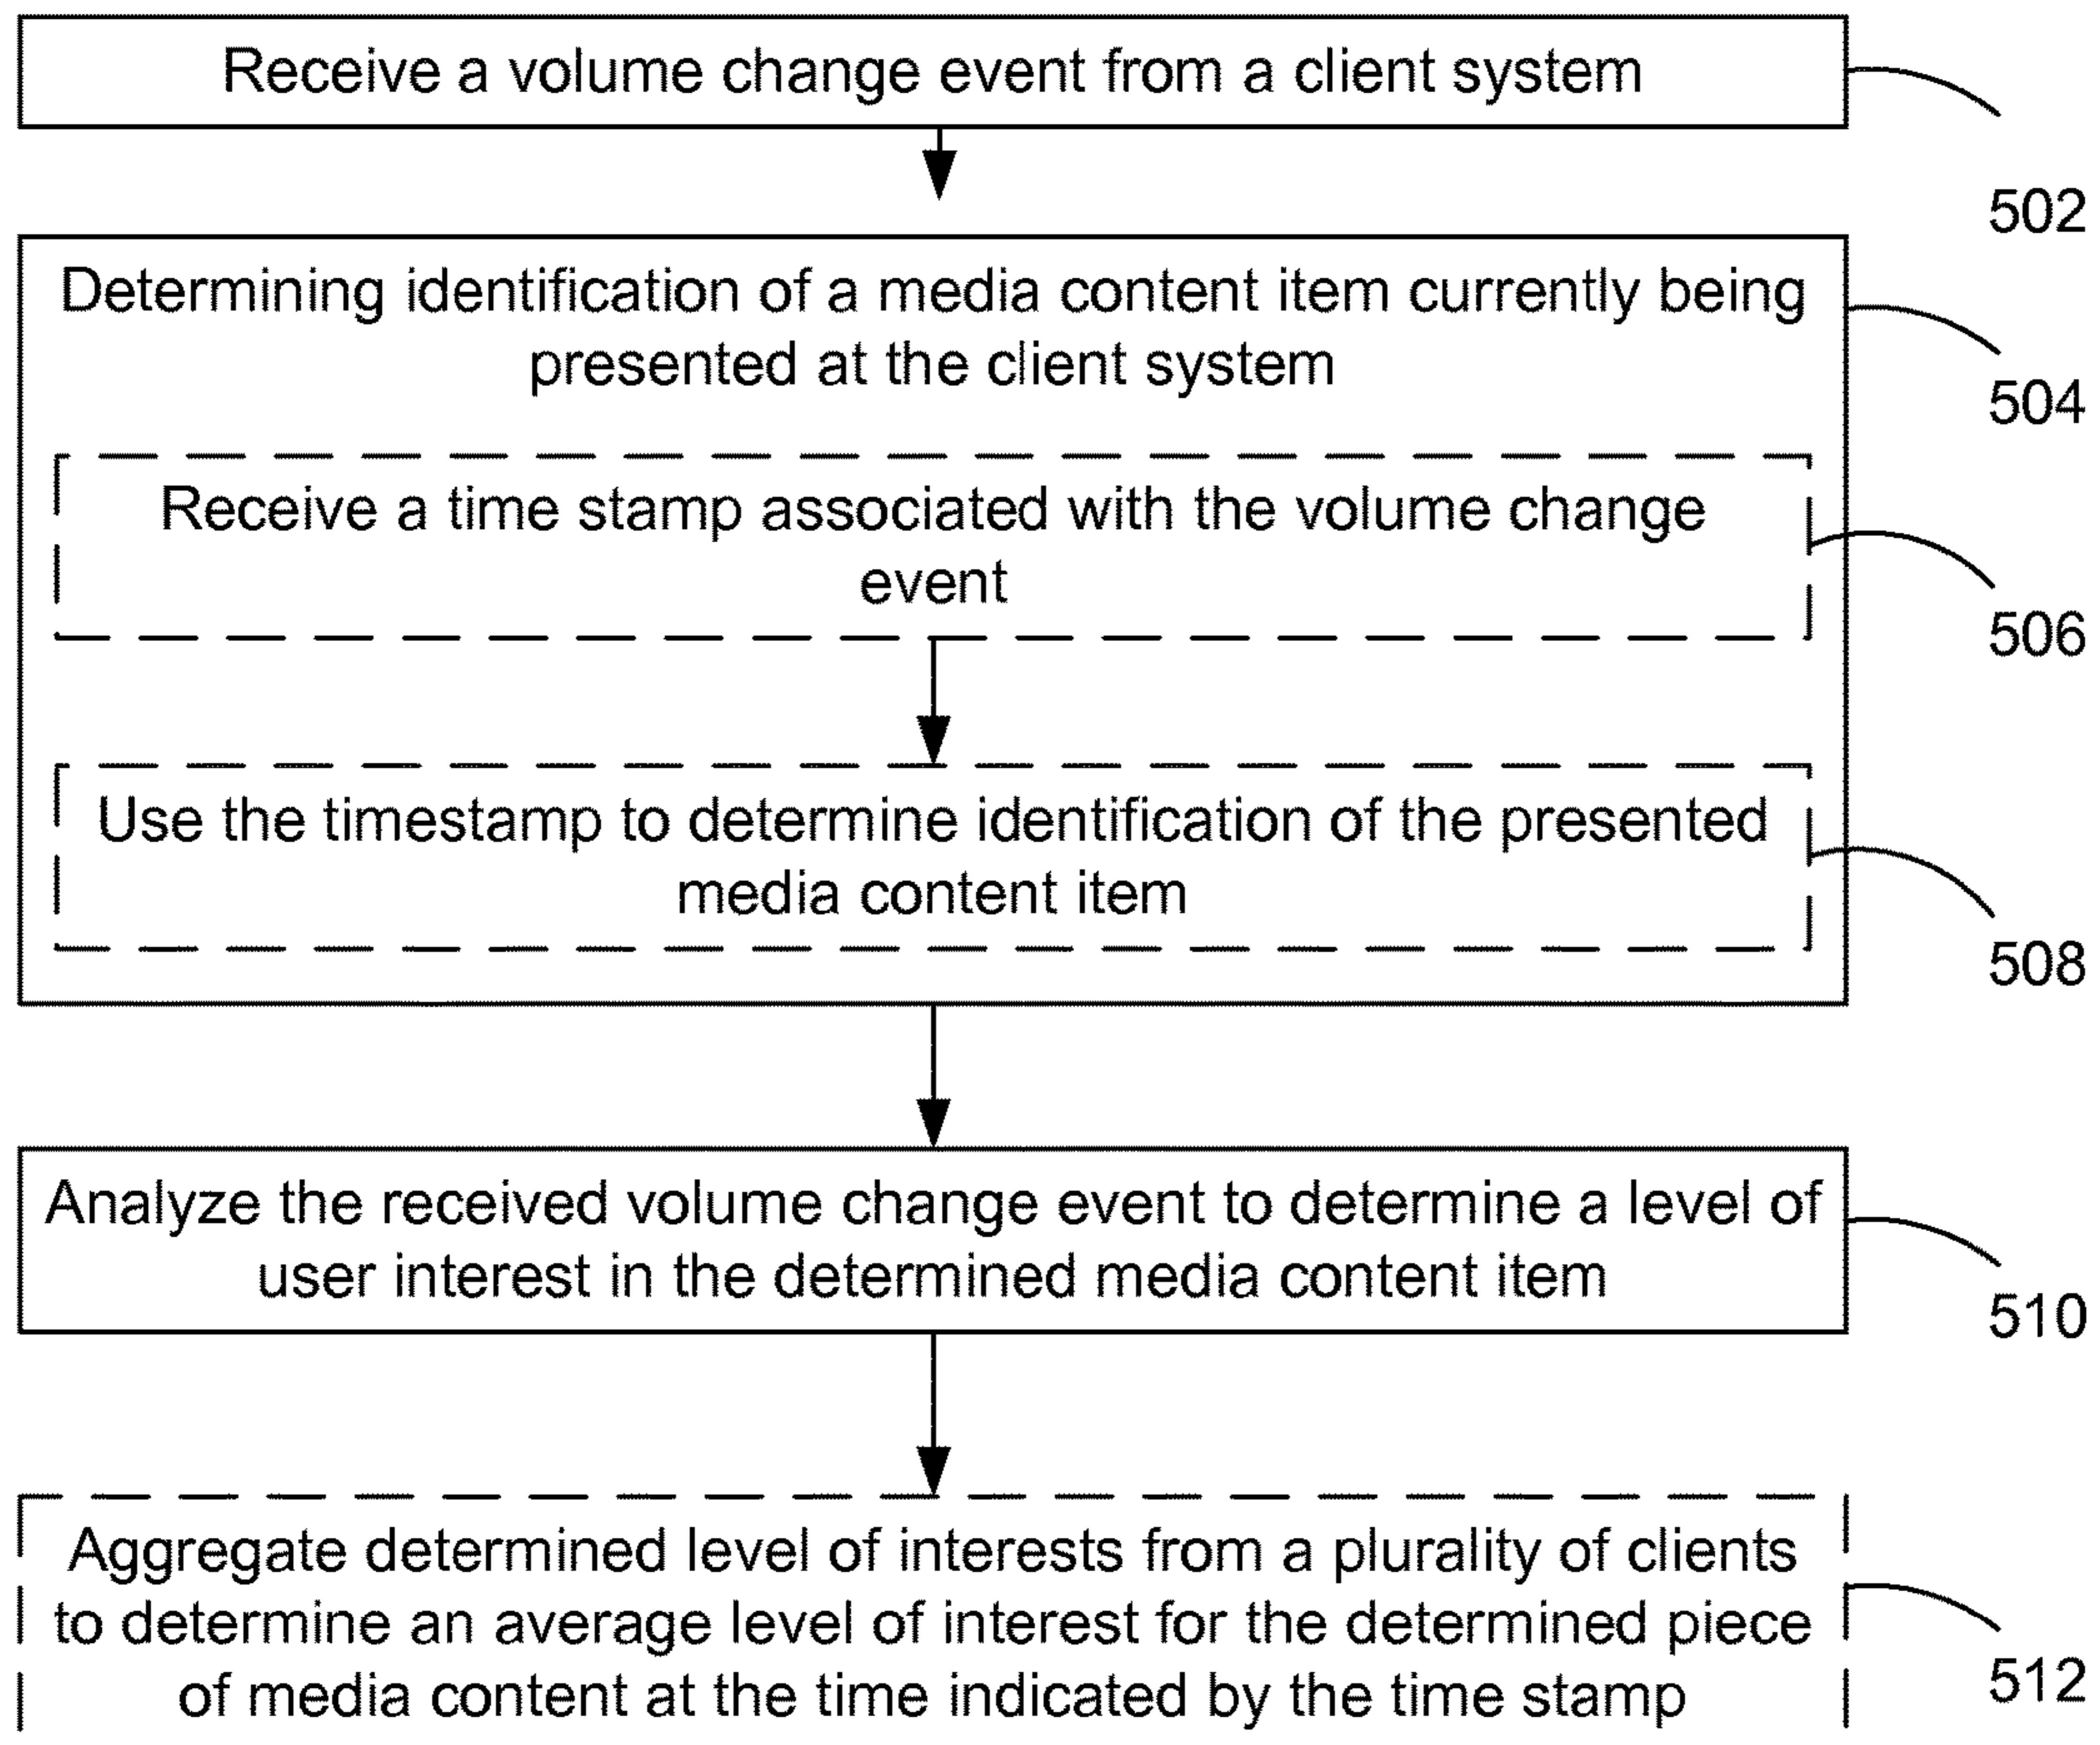 Receive a volume change event from a client system
502
Determining identification of a media content item currently being
presented at the client system
504
Receive a time stamp associated with the volume change
event
506
Use the timestamp to determine identification of the presented
media content item
508
Analyze the received volume change event to determine a level of
user interest in the determined media content item
510
Aggregate determined level of interests from a plurality of clients
to determine an average level of interest for the determined piece
of media content at the time indicated by the time stamp
512